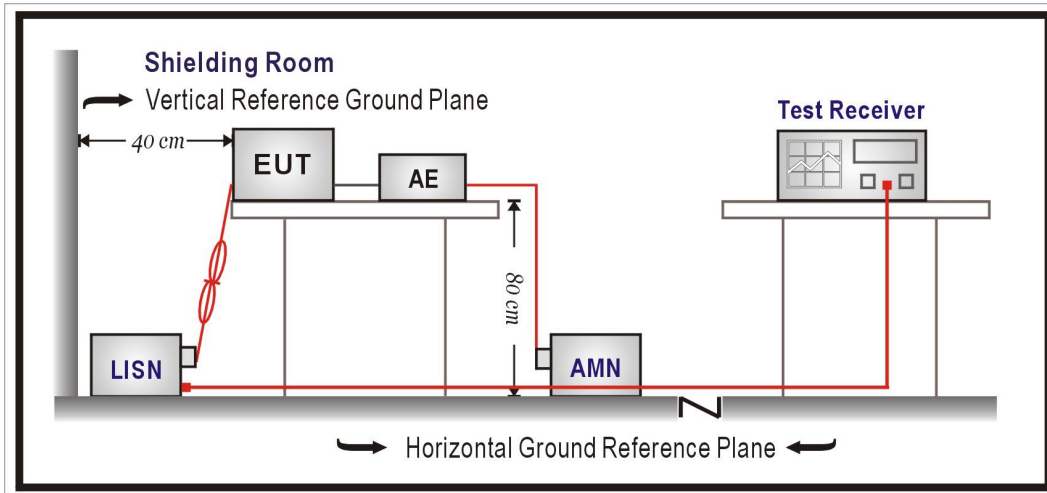 Shielding Room
Vertical Reference Ground Plane
Test Receiver
40 cm
EUT
AE
80 cm
LISN
AMN
Horizontal Ground Reference Plane